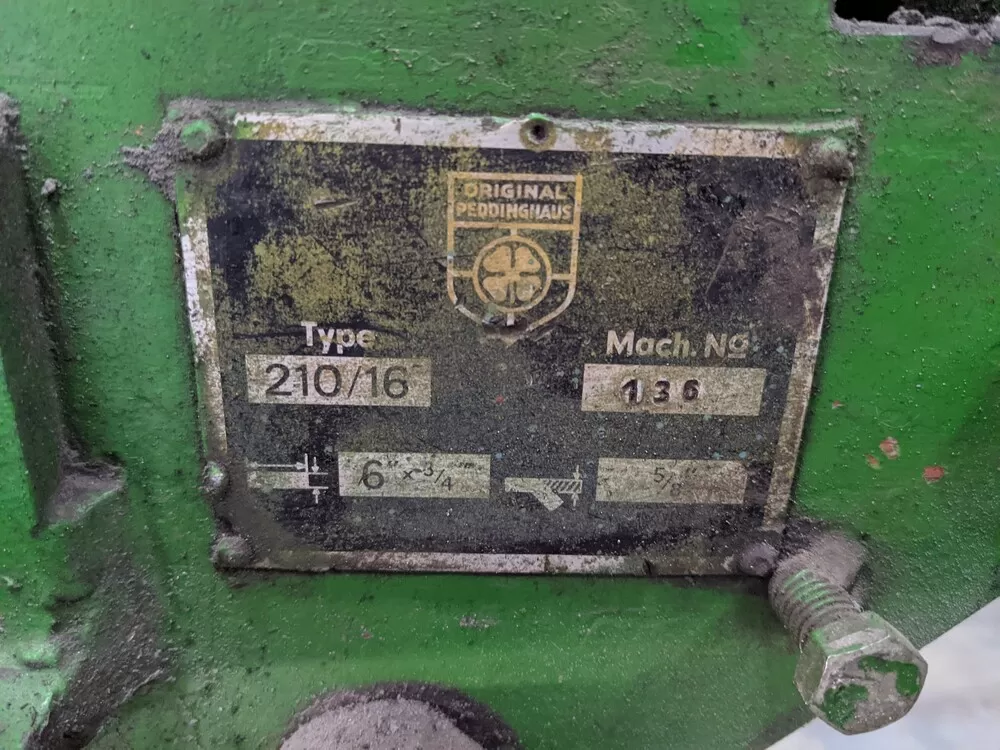 ORIGINAL
PEDDINGHAUS
Type
210/16
Mach. No
136
6" x 3/4"
5/8"